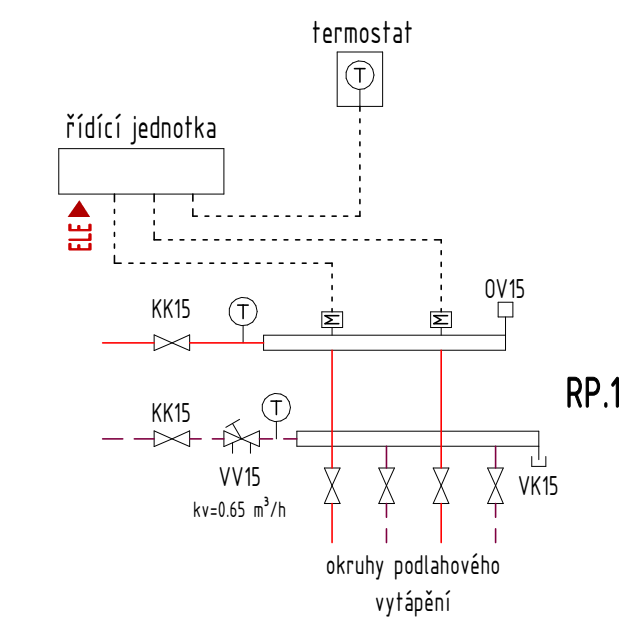 termostat
T
řídící jednotka
ELE
OV15
KK15
T
M
M
RP.1
KK15
T
VV15
VK15
kv=0.65 m³/h
okruhy podlahového
vytápění